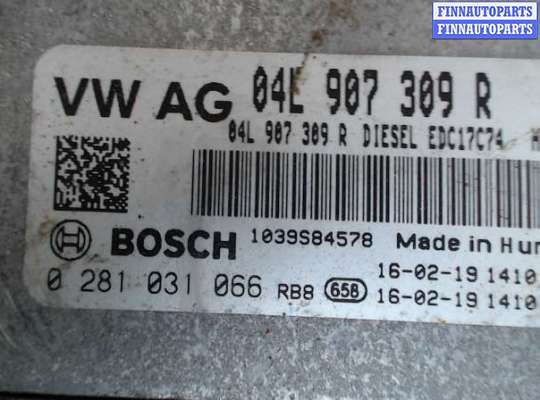 FINNAUTOPARTS
FINNAUTOPARTS
VW AG 04L 907 309 R
04L 907 309 R DIESEL EDC17C74 H
BOSCH 1039S84578 Made in Hun
0 281 031 066 RB8 658 16-02-19 1410
16-02-19 1410